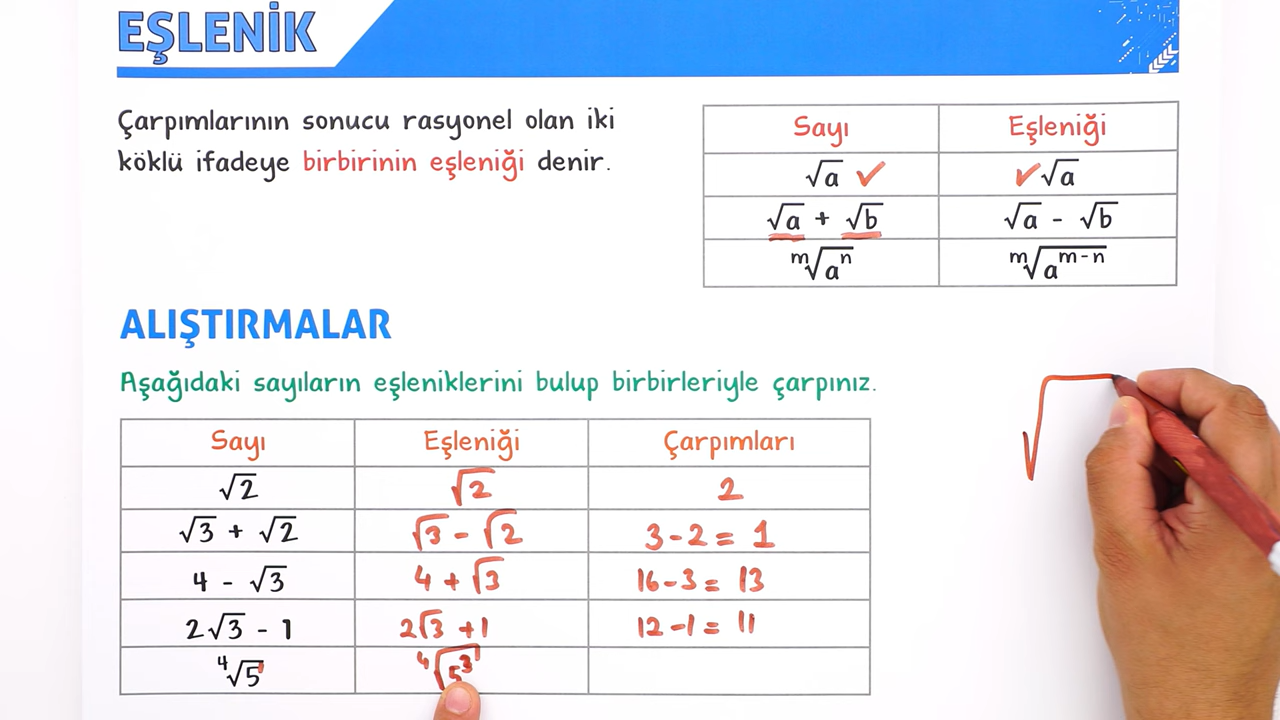 EŞLENİK
Çarpımlarının sonucu rasyonel olan iki
köklü ifadeye birbirinin eşleniği denir.
Sayı Eşleniği
√a ✓ ✓ √a
√a + √b √a - √b
ᵐ√aⁿ ᵐ√aᵐ⁻ⁿ
ALIŞTIRMALAR
Aşağıdaki sayıların eşleniklerini bulup birbirleriyle çarpınız.
Sayı Eşleniği Çarpımları
√2 √2 2
√3 + √2 √3 - √2 3-2= 1
4 - √3 4 + √3 16-3= 13
2√3 - 1 2√3 +1 12-1= 11
⁴√5 ⁴√5³